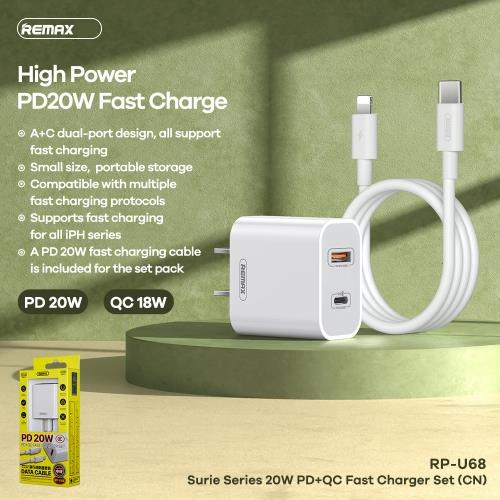 REMAX
High Power
PD20W Fast Charge
A+C dual-port design, all support
fast charging
Small size, portable storage
Compatible with multiple
fast charging protocols
Supports fast charging
for all iPH series
A PD 20W fast charging cable
is included for the set pack
PD 20W
QC 18W
REMAX
REMAX
PD 20W
DATA CABLE
RP-U68
Surie Series 20W PD+QC Fast Charger Set (CN)